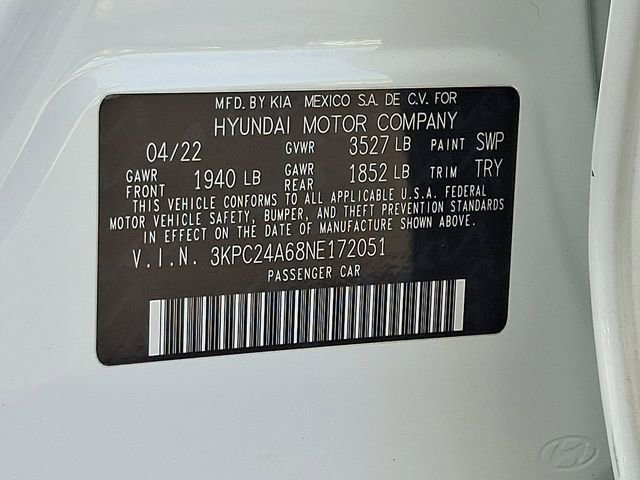 MFD. BY KIA MEXICO S.A. DE C.V. FOR
HYUNDAI MOTOR COMPANY
04/22 GVWR 3527 LB PAINT SWP
GAWR FRONT 1940 LB GAWR REAR 1852 LB TRIM TRY
THIS VEHICLE CONFORMS TO ALL APPLICABLE U.S.A. FEDERAL
MOTOR VEHICLE SAFETY, BUMPER, AND THEFT PREVENTION STANDARDS
IN EFFECT ON THE DATE OF MANUFACTURE SHOWN ABOVE.
V.I.N. 3KPC24A68NE172051
PASSENGER CAR